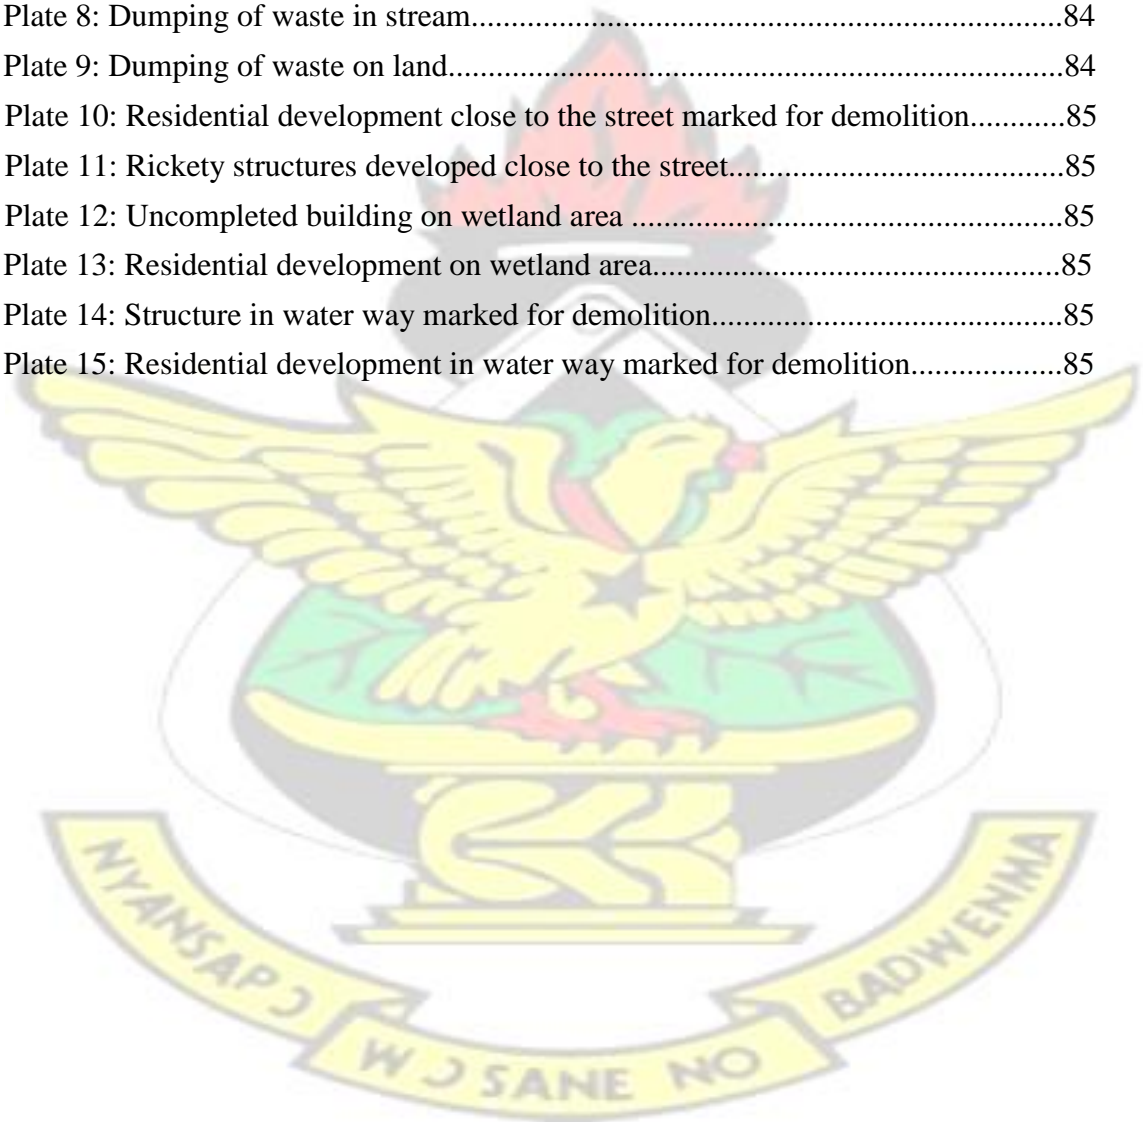 Plate 8: Dumping of waste in stream..........................................................................84
Plate 9: Dumping of waste on land.............................................................................84
Plate 10: Residential development close to the street marked for demolition............85
Plate 11: Rickety structures developed close to the street..........................................85
Plate 12: Uncompleted building on wetland area ......................................................85
Plate 13: Residential development on wetland area...................................................85
Plate 14: Structure in water way marked for demolition............................................85
Plate 15: Residential development in water way marked for demolition...................85
NYANSAPƆ
WƆ SANE NO
BADWENMA